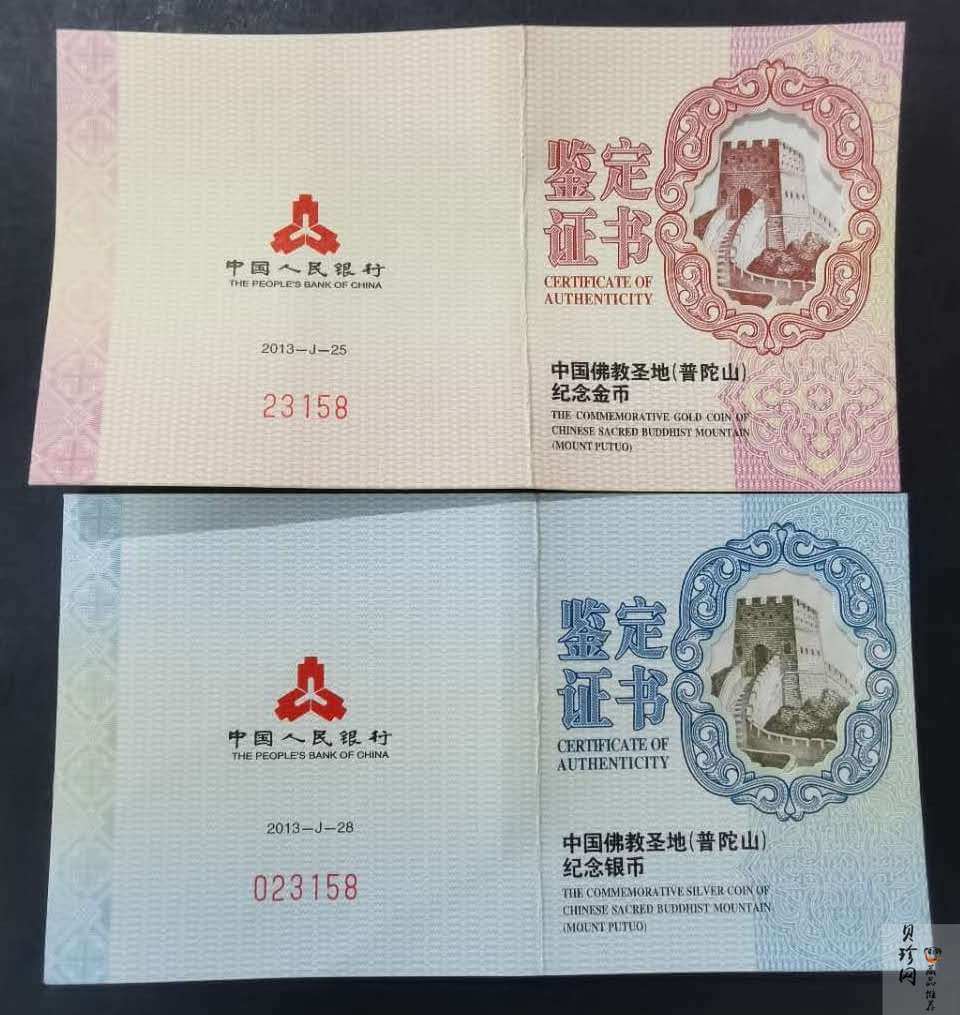 中国人民银行
THE PEOPLE'S BANK OF CHINA
2013—J—25
23158
鉴定
证书
CERTIFICATE OF
AUTHENTICITY
中国佛教圣地(普陀山)
纪念金币
THE COMMEMORATIVE GOLD COIN OF
CHINESE SACRED BUDDHIST MOUNTAIN
(MOUNT PUTUO)
中国人民银行
THE PEOPLE'S BANK OF CHINA
2013—J—28
023158
鉴定
证书
CERTIFICATE OF
AUTHENTICITY
中国佛教圣地(普陀山)
纪念银币
THE COMMEMORATIVE SILVER COIN OF
CHINESE SACRED BUDDHIST MOUNTAIN
(MOUNT PUTUO)
贝珍网